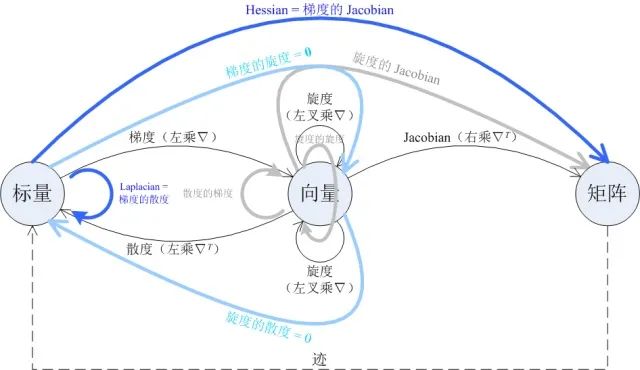 Hessian = 梯度的 Jacobian
梯度的旋度 = 0
旋度的 Jacobian
旋度
(左叉乘∇)
梯度（左乘∇）
旋度的旋度
Jacobian（右乘∇ᵀ）
标量
Laplacian =
梯度的散度
散度的梯度
向量
矩阵
散度（左乘∇ᵀ）
旋度
(左叉乘∇)
旋度的散度 = 0
迹